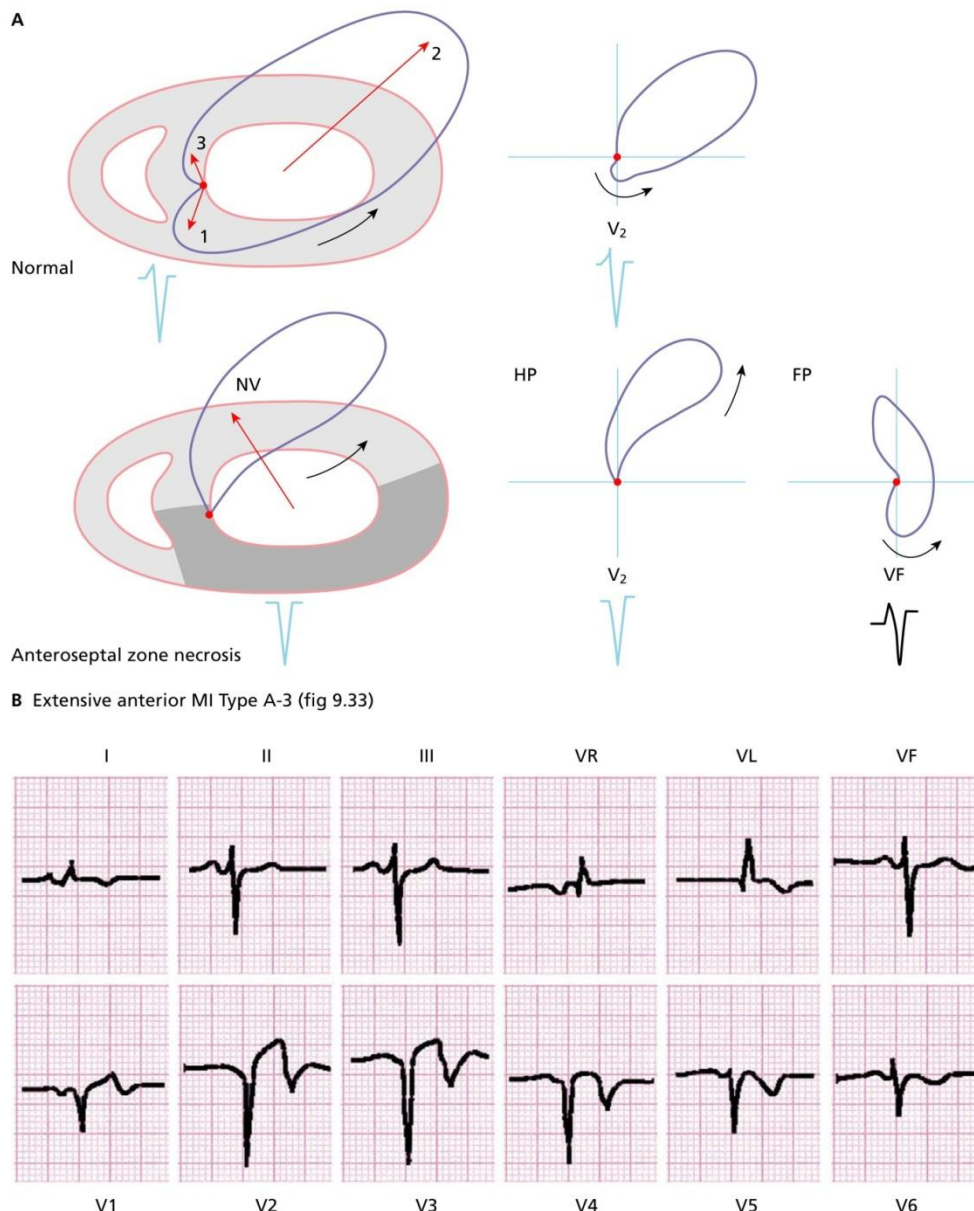 A
2
3
1
V2
Normal
NV
HP
FP
V2
VF
Anteroseptal zone necrosis
B Extensive anterior MI Type A-3 (fig 9.33)
I II III VR VL VF
V1 V2 V3 V4 V5 V6